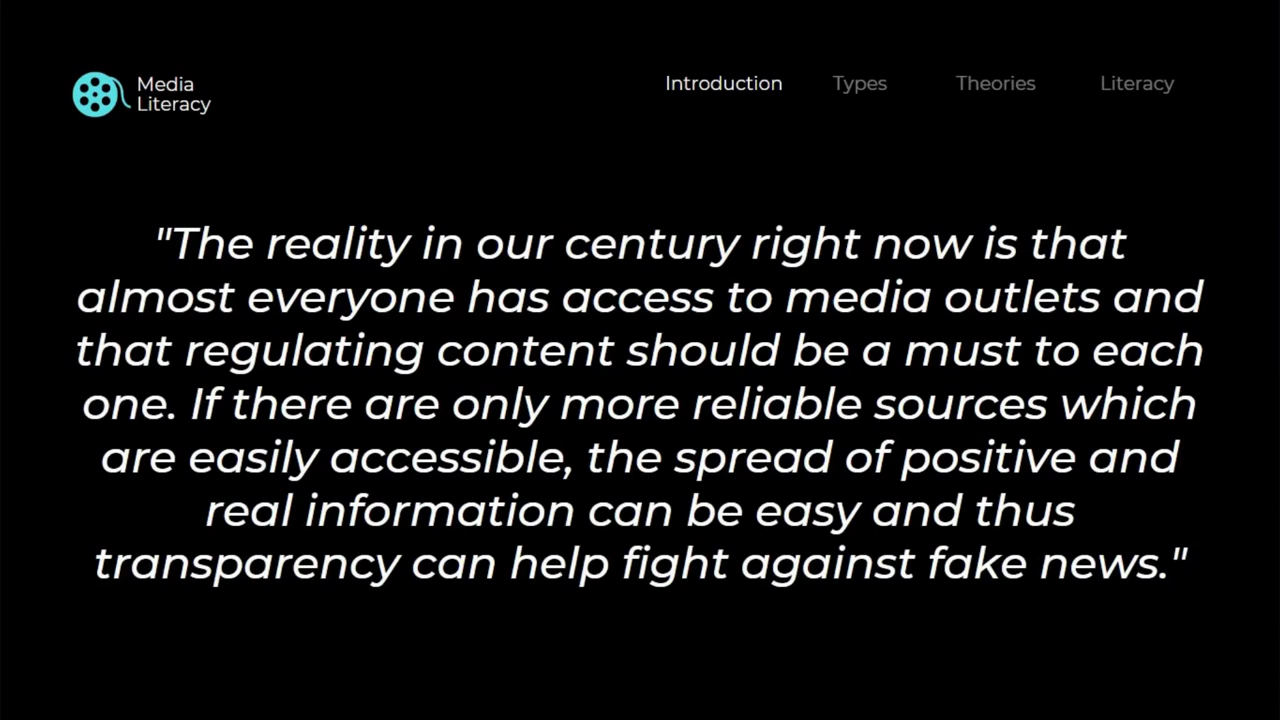 Media
Literacy
Introduction Types Theories Literacy
"The reality in our century right now is that
almost everyone has access to media outlets and
that regulating content should be a must to each
one. If there are only more reliable sources which
are easily accessible, the spread of positive and
real information can be easy and thus
transparency can help fight against fake news."